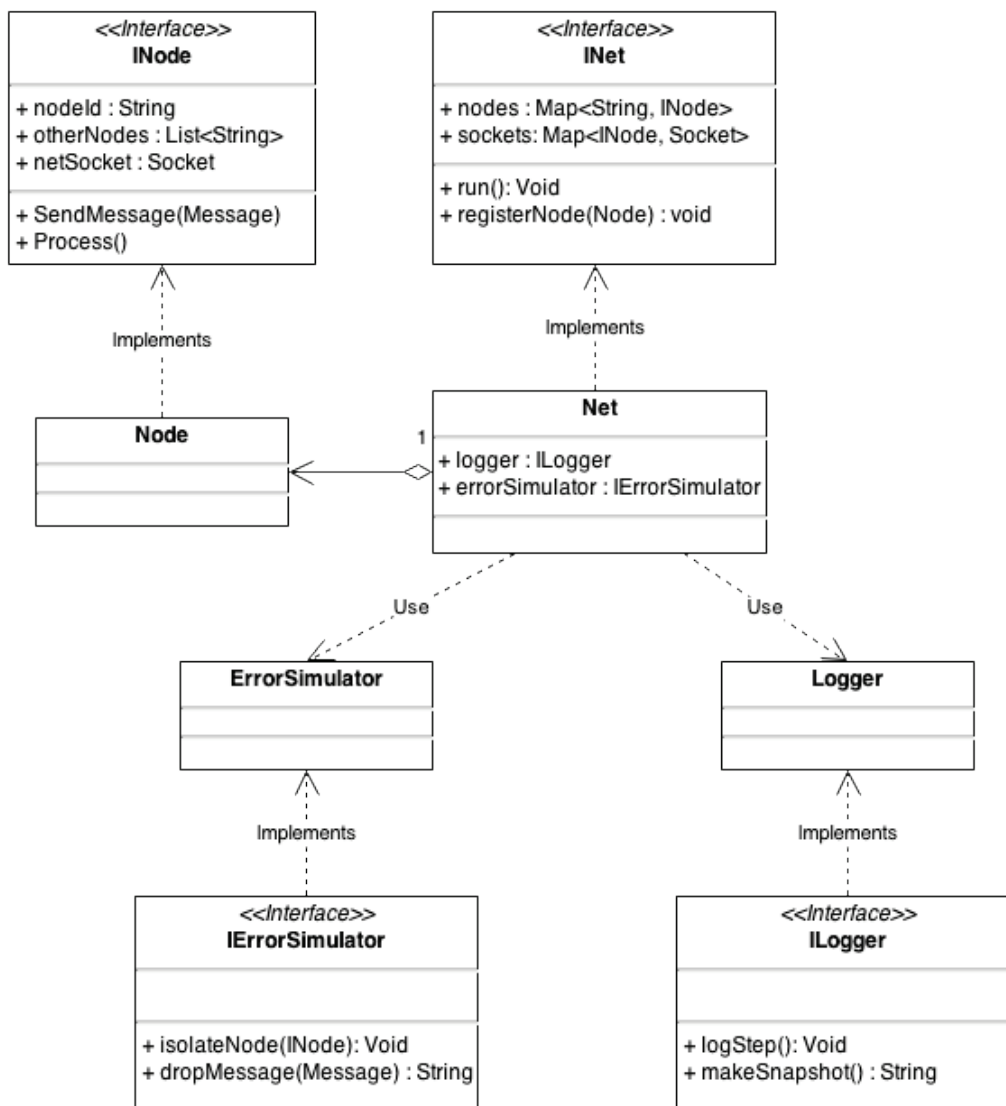 <<Interface>>
INode
+ nodeId : String
+ otherNodes : List<String>
+ netSocket : Socket
+ SendMessage(Message)
+ Process()
<<Interface>>
INet
+ nodes : Map<String, INode>
+ sockets: Map<INode, Socket>
+ run(): Void
+ registerNode(Node) : void
Implements
Implements
Node
1
Net
+ logger : ILogger
+ errorSimulator : IErrorSimulator
Use
Use
ErrorSimulator
Logger
Implements
Implements
<<Interface>>
IErrorSimulator
+ isolateNode(INode): Void
+ dropMessage(Message) : String
<<Interface>>
ILogger
+ logStep(): Void
+ makeSnapshot() : String